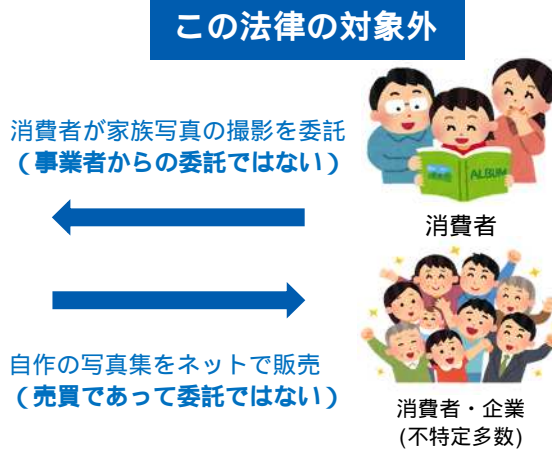 この法律の対象外
消費者が家族写真の撮影を委託
（事業者からの委託ではない）
ALBUM
消費者
自作の写真集をネットで販売
（売買であって委託ではない）
消費者・企業
(不特定多数)